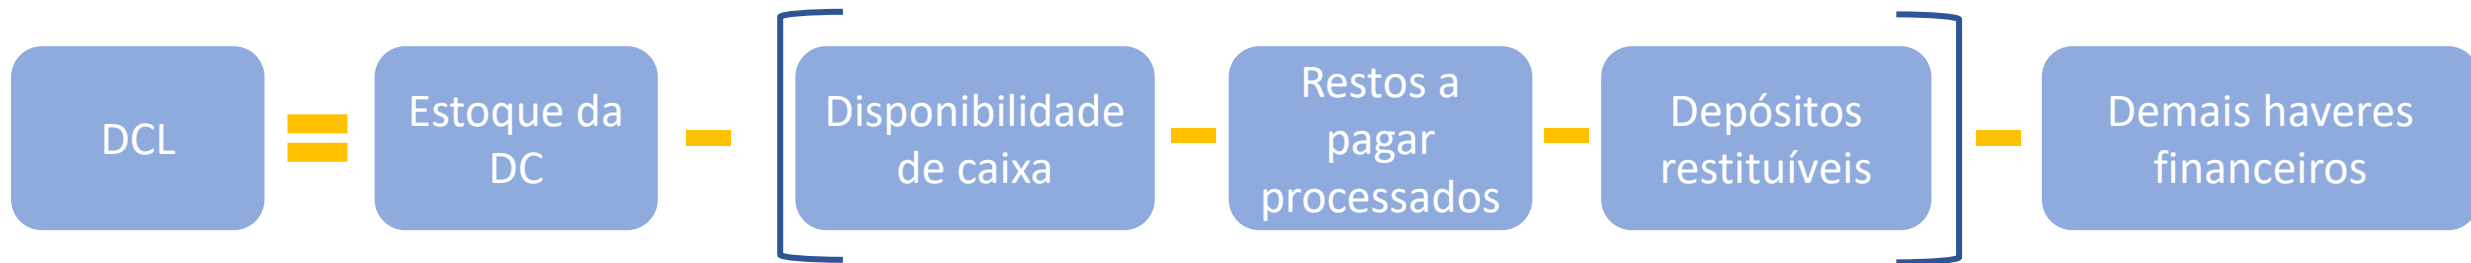 DCL
Estoque da
DC
Disponibilidade
de caixa
Restos a
pagar
processados
Depósitos
restituíveis
Demais haveres
financeiros